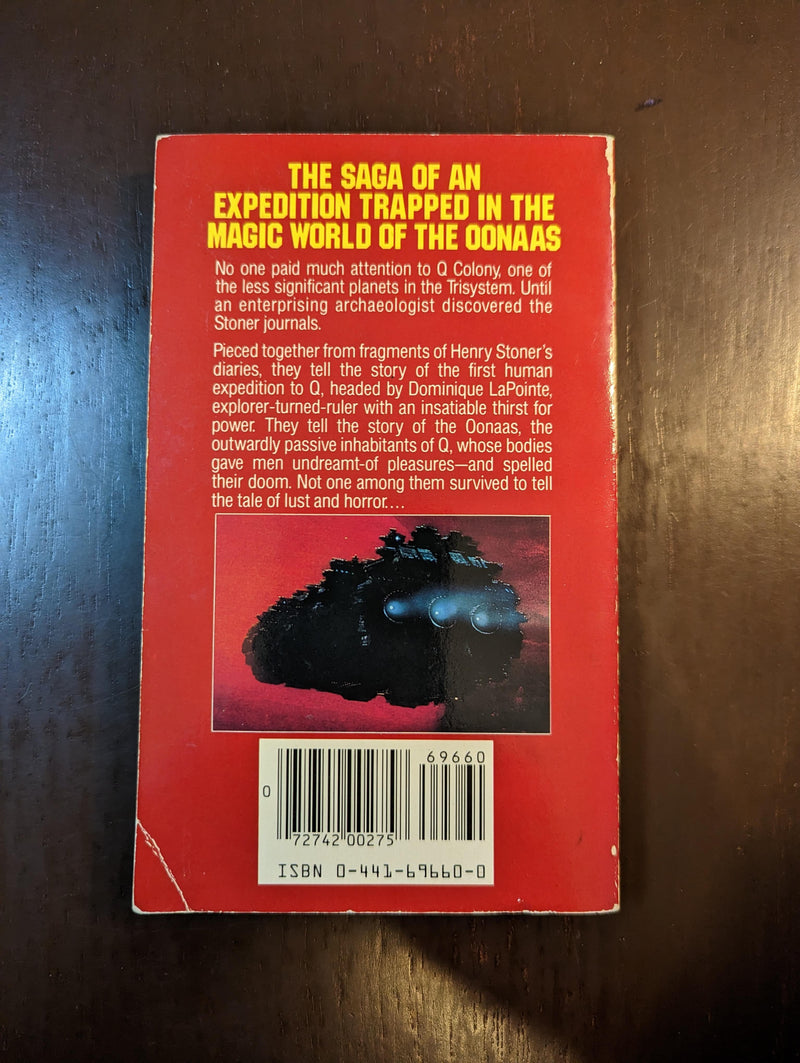 THE SAGA OF AN
EXPEDITION TRAPPED IN THE
MAGIC WORLD OF THE OONAAS
No one paid much attention to Q Colony, one of
the less significant planets in the Trisystem. Until
an enterprising archaeologist discovered the
Stoner journals.
Pieced together from fragments of Henry Stoner's
diaries, they tell the story of the first human
expedition to Q, headed by Dominique LaPointe,
explorer-turned-ruler with an insatiable thirst for
power. They tell the story of the Oonaas, the
outwardly passive inhabitants of Q, whose bodies
gave men undreamt-of pleasures—and spelled
their doom. Not one among them survived to tell
the tale of lust and horror....
69660
0
72742 00275
ISBN 0-441-69660-0